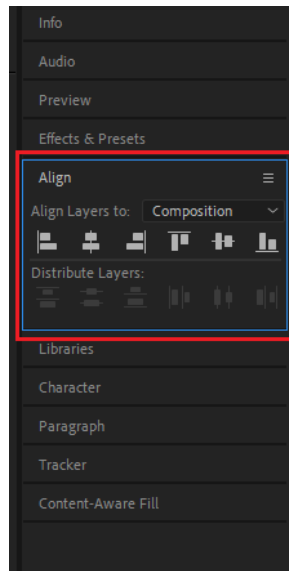 Info
Audio
Preview
Effects & Presets
Align
Align Layers to: Composition
Distribute Layers:
Libraries
Character
Paragraph
Tracker
Content-Aware Fill